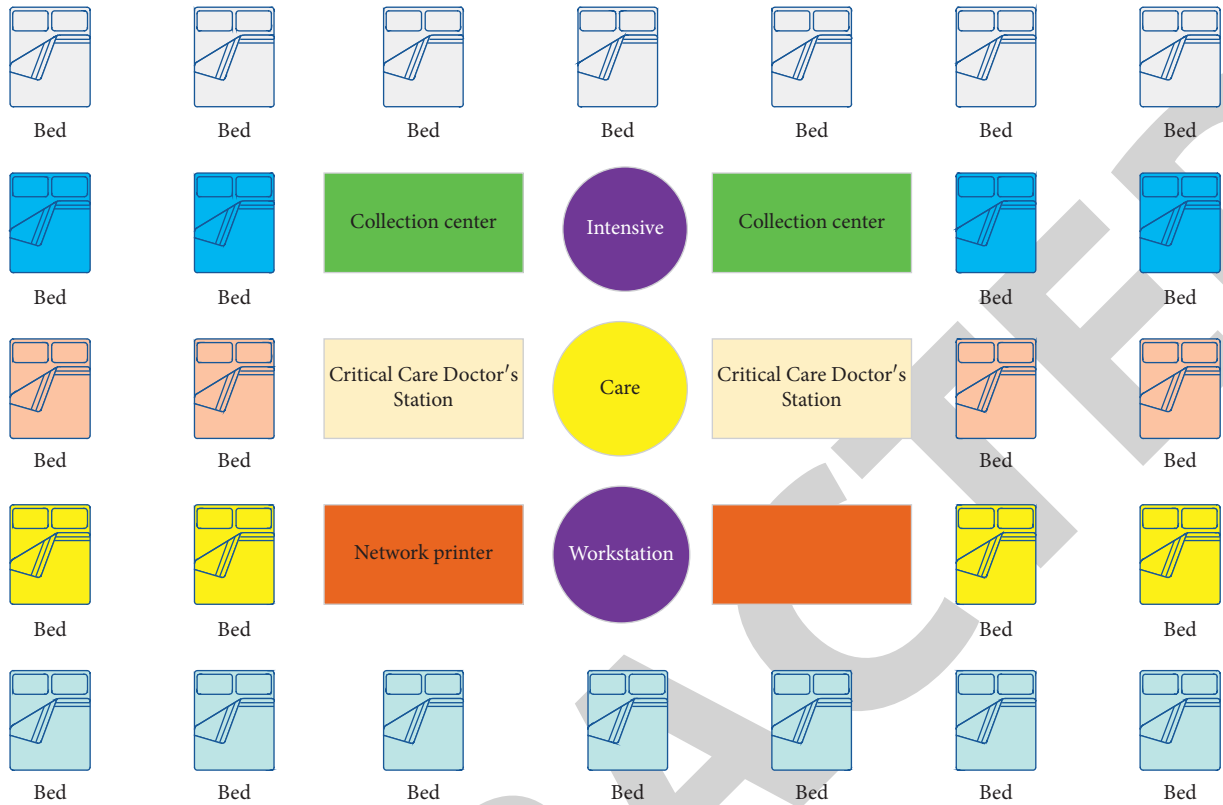 Bed Bed Bed Bed Bed Bed Bed
Collection center Intensive Collection center
Bed Bed Bed Bed
Critical Care Doctor′s Care Critical Care Doctor′s
Station Station
Bed Bed Bed Bed
Network printer Workstation
Bed Bed Bed Bed
Bed Bed Bed Bed Bed Bed Bed